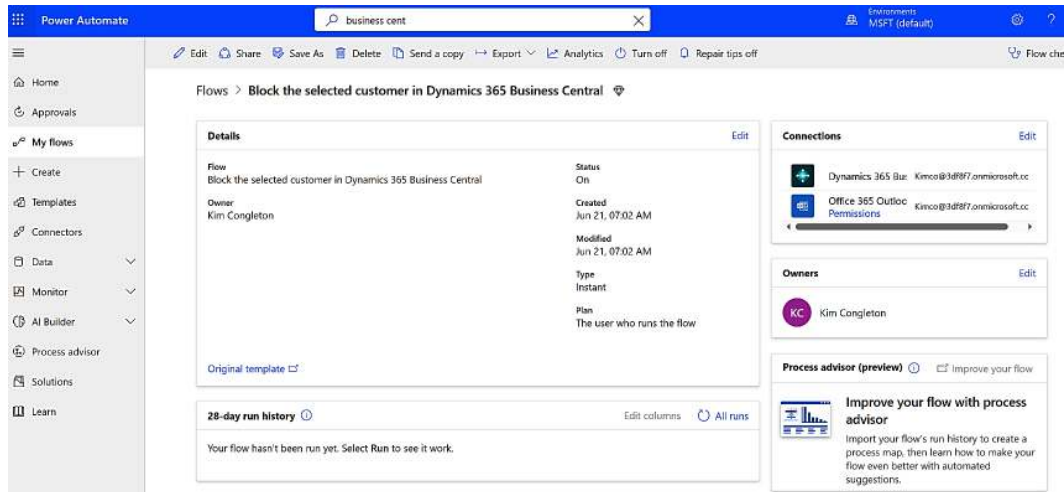 Power Automate
business cent
Environments
MSFT (default)
?
Edit Share Save As Delete Send a copy Export Analytics Turn off Repair tips off Flow che
Home
Approvals
My flows
Create
Templates
Connectors
Data
Monitor
AI Builder
Process advisor
Solutions
Learn
Flows > Block the selected customer in Dynamics 365 Business Central
Details Edit
Flow
Block the selected customer in Dynamics 365 Business Central
Owner
Kim Congleton
Status
On
Created
Jun 21, 07:02 AM
Modified
Jun 21, 07:02 AM
Type
Instant
Plan
The user who runs the flow
Original template
28-day run history Edit columns All runs
Your flow hasn't been run yet. Select Run to see it work.
Connections Edit
Dynamics 365 Bus Kimco@3df8f7.onmicrosoft.cc
Office 365 Outloc Kimco@3df8f7.onmicrosoft.cc
Permissions
Owners Edit
KC Kim Congleton
Process advisor (preview) Improve your flow
Improve your flow with process
advisor
Import your flow's run history to create a
process map, then learn how to make your
flow even better with automated
suggestions.